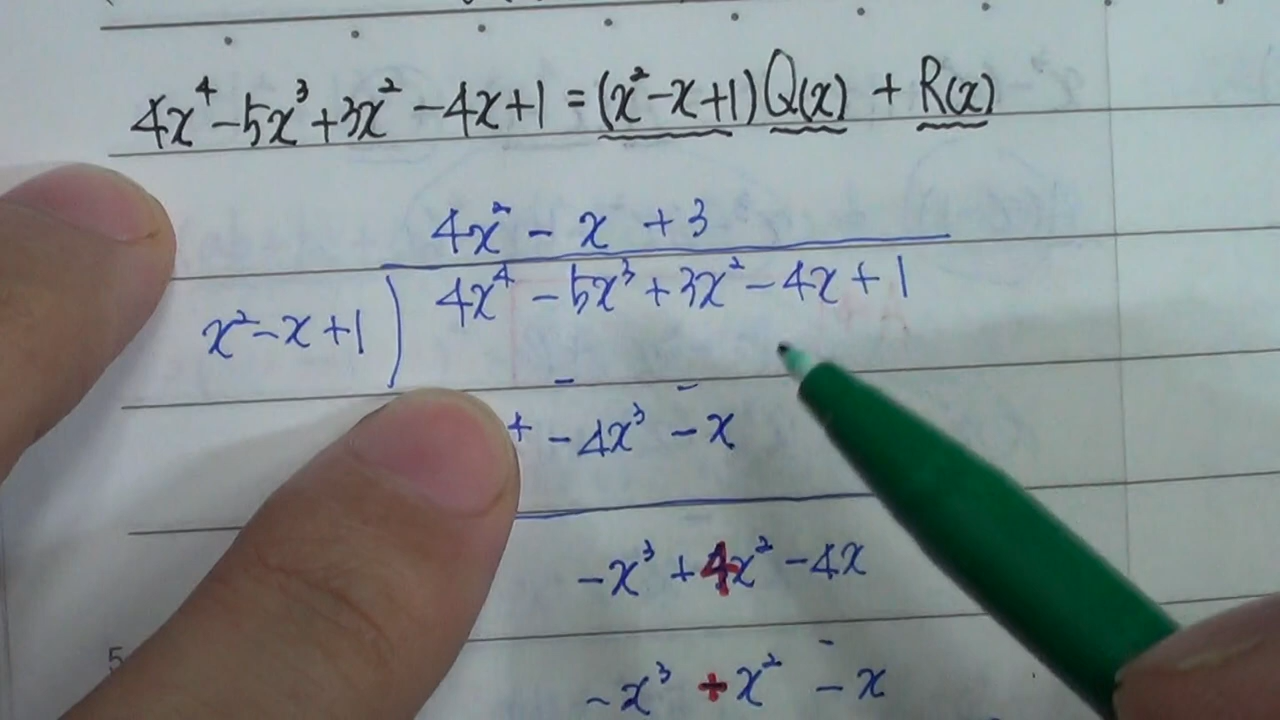 4x⁴-5x³+3x²-4x+1=(x²-x+1)Q(x)+R(x)
4x²-x+3
x²-x+1)4x⁴-5x³+3x²-4x+1
- -
+-4x³-x
-x³+4x²-4x
-
-x³+x²-x
5